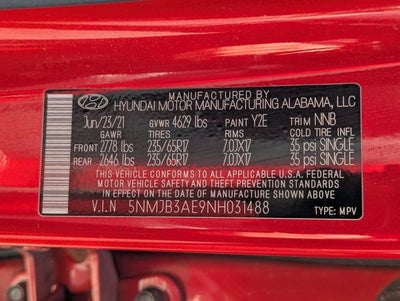 MANUFACTURED BY
HYUNDAI MOTOR MANUFACTURING ALABAMA, LLC
Jun/23/21 GVWR 4629 lbs PAINT Y2E TRIM NNB
GAWR TIRES RIMS COLD TIRE INFL.
FRONT 2778 lbs 235/65R17 7.0JX17 35 psi SINGLE
REAR 2646 lbs 235/65R17 7.0JX17 35 psi SINGLE
THIS VEHICLE CONFORMS TO ALL APPLICABLE U.S.A. FEDERAL
MOTOR VEHICLE SAFETY AND THEFT PREVENTION STANDARDS
IN EFFECT ON THE DATE OF MANUFACTURE SHOWN ABOVE
V.I.N 5NMJB3AE9NH031488 TYPE: MPV